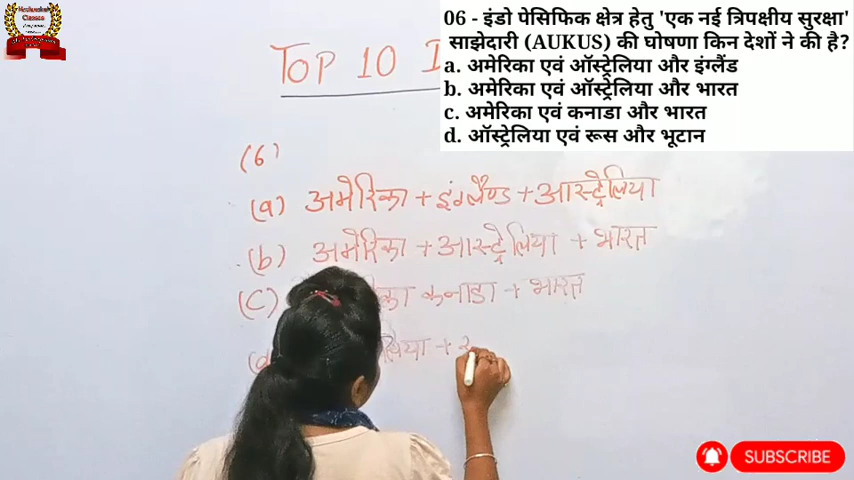 06 - इंडो पेसिफिक क्षेत्र हेतु 'एक नई त्रिपक्षीय सुरक्षा'
साझेदारी (AUKUS) की घोषणा किन देशों ने की है?
a. अमेरिका एवं ऑस्ट्रेलिया और इंग्लैंड
b. अमेरिका एवं ऑस्ट्रेलिया और भारत
c. अमेरिका एवं कनाडा और भारत
d. ऑस्ट्रेलिया एवं रूस और भूटान
TOP 10
(6)
(a) अमेरिका + इंग्लैण्ड + आस्ट्रेलिया
(b) अमेरिका + आस्ट्रेलिया + भारत
(C) कनाडा + भारत
SUBSCRIBE